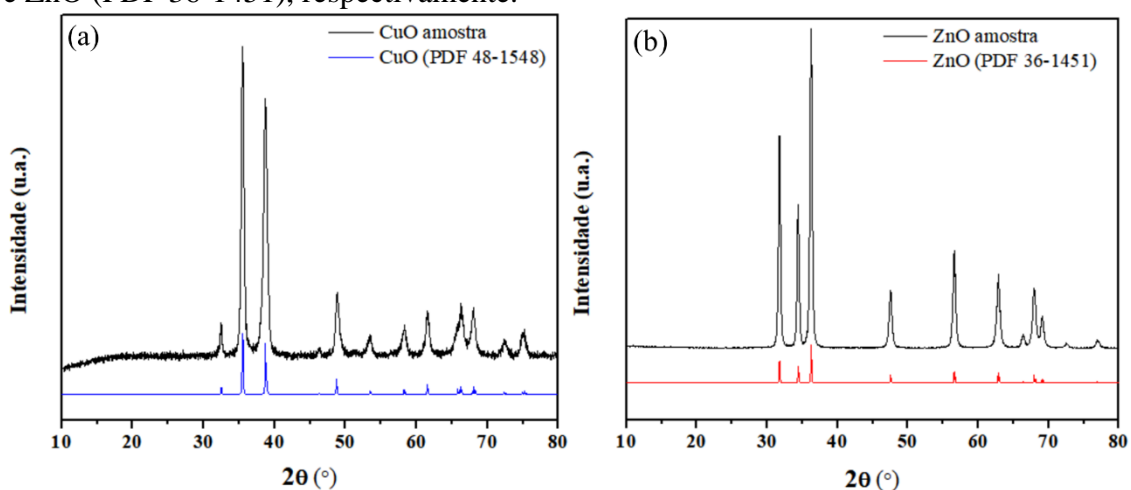 e ZnO (PDF 36-1451), respectivamente.
(a)
CuO amostra
CuO (PDF 48-1548)
Intensidade (u.a.)
10 20 30 40 50 60 70 80
2θ (°)
(b)
ZnO amostra
ZnO (PDF 36-1451)
Intensidade (u.a.)
10 20 30 40 50 60 70 80
2θ (°)